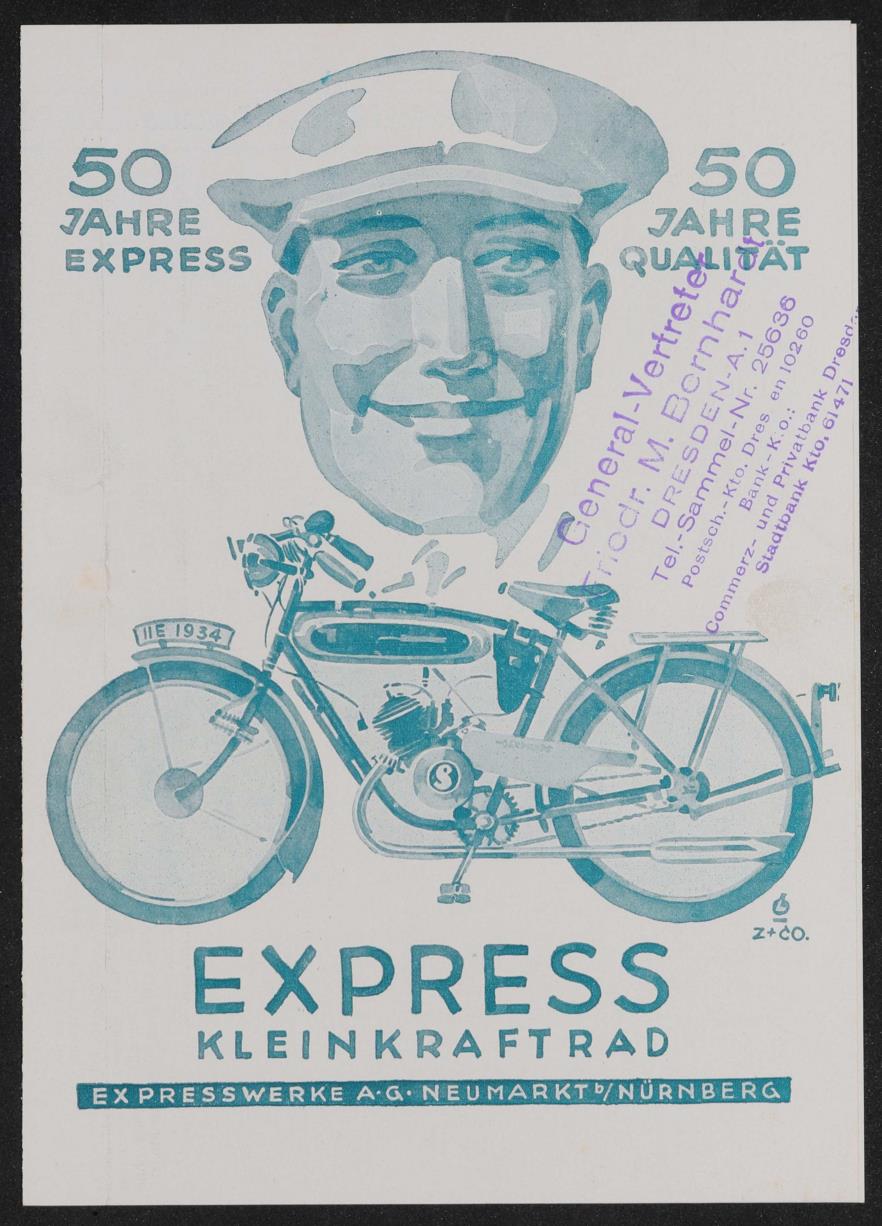 50
JAHRE
EXPRESS
50
JAHRE
QUALITÄT
General-Vertreter
Friedr. M. Bernhardt
DRESDEN-A.1
Tel.-Sammel-Nr. 25636
Postsch.-Kto. Dres en 10260
Bank-K o.:
Commerz- und Privatbank Dresden
Stadtbank Kto. 61471
IIE 1934
S
Z+CO.
EXPRESS
KLEINKRAFTRAD
EXPRESSWERKE A·G· NEUMARKT b/NÜRNBERG